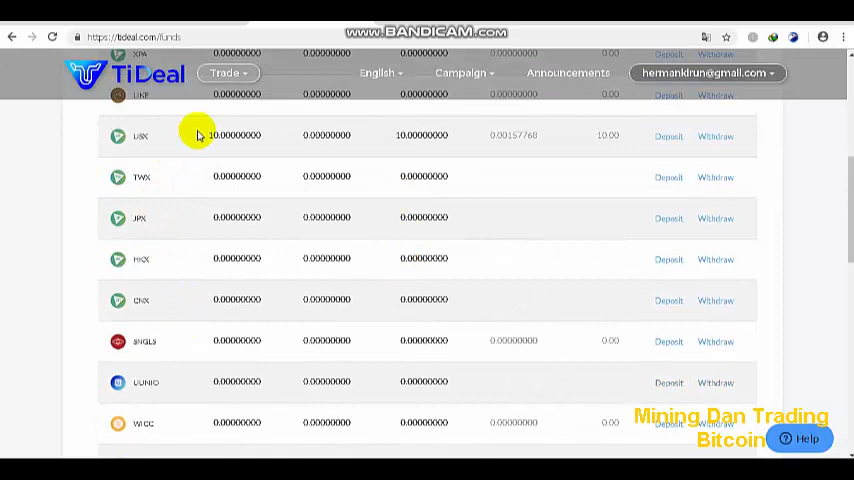 www.BANDICAM.com
https://tideal.com/funds
XPA 0.00000000 0.00000000 0.00000000 0.00000000 0.00
TiDeal Trade English Campaign Announcements hermankirun@gmail.com
LIKE 0.00000000 0.00000000 0.00000000 0.00000000 0.00 Deposit Withdraw
USX 10.00000000 0.00000000 10.00000000 0.00157768 10.00 Deposit Withdraw
TWX 0.00000000 0.00000000 0.00000000 Deposit Withdraw
JPX 0.00000000 0.00000000 0.00000000 Deposit Withdraw
HKX 0.00000000 0.00000000 0.00000000 Deposit Withdraw
CNX 0.00000000 0.00000000 0.00000000 Deposit Withdraw
SNGLS 0.00000000 0.00000000 0.00000000 0.00000000 0.00 Deposit Withdraw
UUNIO 0.00000000 0.00000000 0.00000000 Deposit Withdraw
WICC 0.00000000 0.00000000 0.00000000 0.00000000 0.00 Deposit Withdraw
Mining Dan Trading
Bitcoin
Help